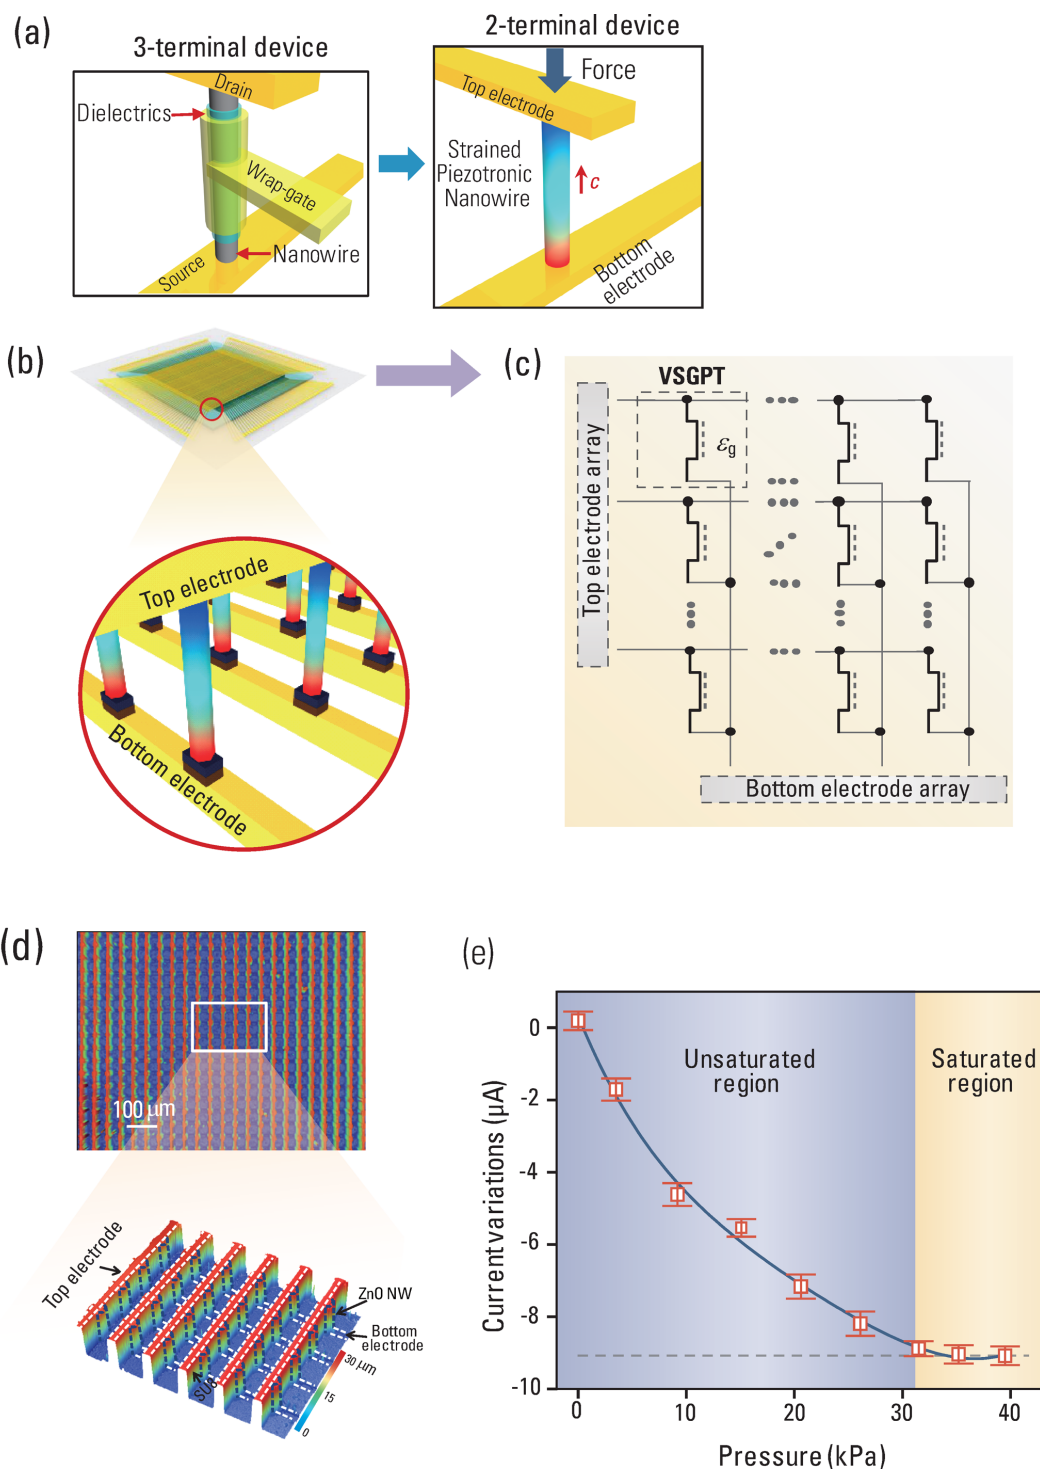 (a)
3-terminal device
2-terminal device
Drain
Dielectrics
Wrap-gate
Nanowire
Source
Force
Top electrode
Strained
Piezotronic
Nanowire
c
Bottom
electrode
(b)
Top electrode
Bottom electrode
(c)
VSGPT
εg
Top electrode array
Bottom electrode array
(d)
100 μm
Top electrode
ZnO NW
Bottom
electrode
SU8
30 μm
15
0
(e)
Unsaturated
region
Saturated
region
Current variations (μA)
0
-2
-4
-6
-8
-10
0
10
20
30
40
Pressure (kPa)